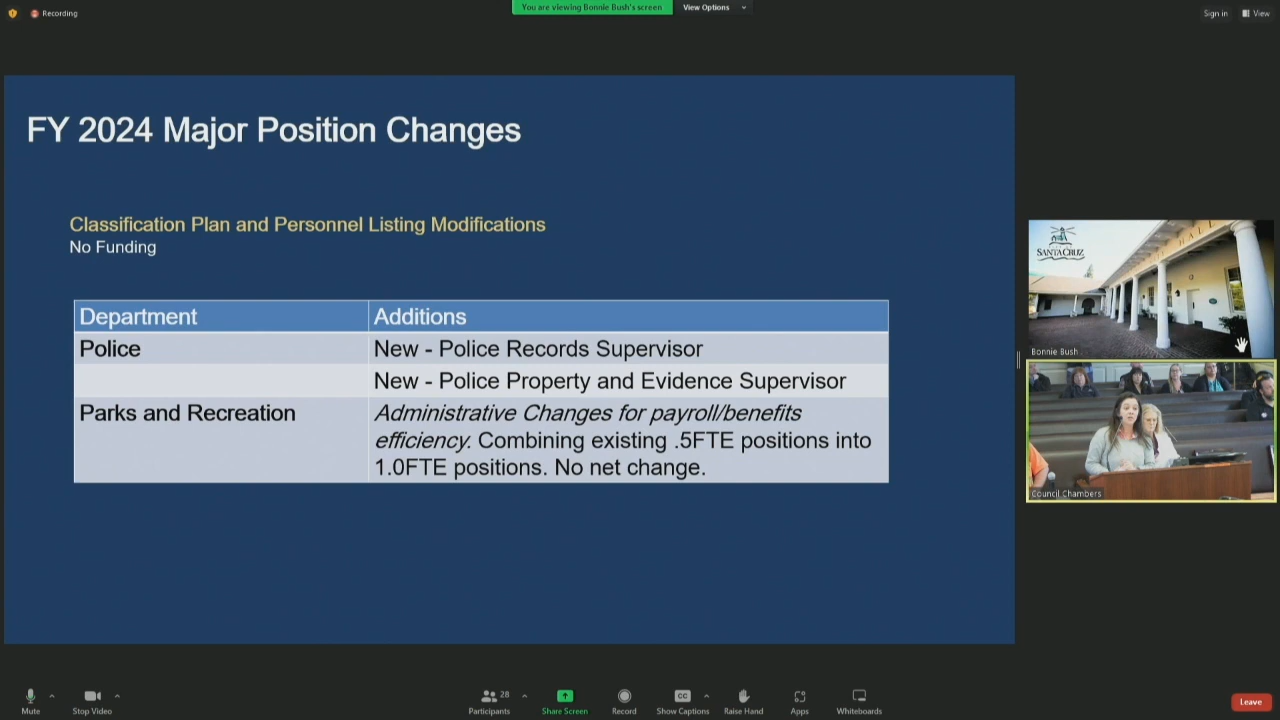 Recording
You are viewing Bonnie Bush's screen
View Options
Sign in
View
FY 2024 Major Position Changes
Classification Plan and Personnel Listing Modifications
No Funding
Department
Additions
Police
New - Police Records Supervisor
New - Police Property and Evidence Supervisor
Parks and Recreation
Administrative Changes for payroll/benefits
efficiency. Combining existing .5FTE positions into
1.0FTE positions. No net change.
SANTA CRUZ
HALL
Bonnie Bush
Council Chambers
Mute
Stop Video
28
Participants
Share Screen
Record
CC
Show Captions
Raise Hand
Apps
Whiteboards
Leave